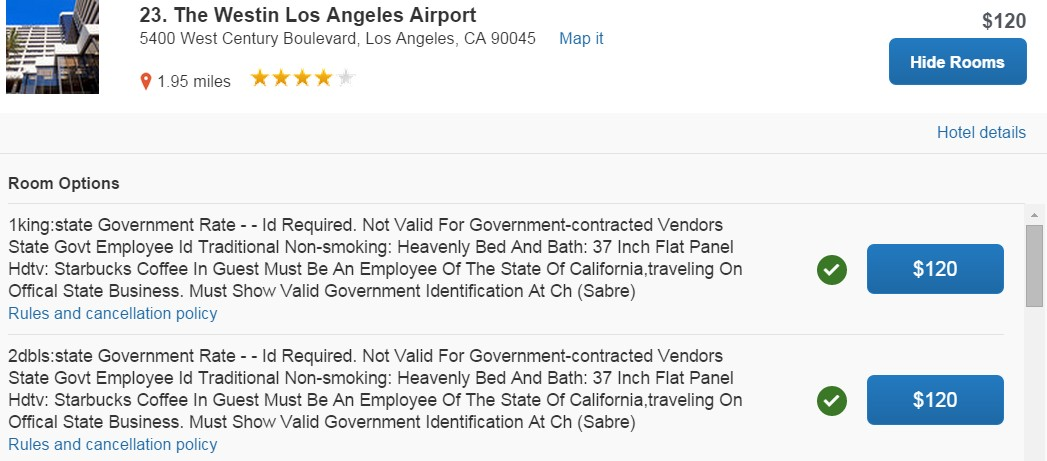 23. The Westin Los Angeles Airport
$120
5400 West Century Boulevard, Los Angeles, CA 90045 Map it
Hide Rooms
1.95 miles
Hotel details
Room Options
1king:state Government Rate - - Id Required. Not Valid For Government-contracted Vendors
State Govt Employee Id Traditional Non-smoking: Heavenly Bed And Bath: 37 Inch Flat Panel
Hdtv: Starbucks Coffee In Guest Must Be An Employee Of The State Of California,traveling On
Offical State Business. Must Show Valid Government Identification At Ch (Sabre)
$120
Rules and cancellation policy
2dbls:state Government Rate - - Id Required. Not Valid For Government-contracted Vendors
State Govt Employee Id Traditional Non-smoking: Heavenly Bed And Bath: 37 Inch Flat Panel
Hdtv: Starbucks Coffee In Guest Must Be An Employee Of The State Of California,traveling On
Offical State Business. Must Show Valid Government Identification At Ch (Sabre)
$120
Rules and cancellation policy